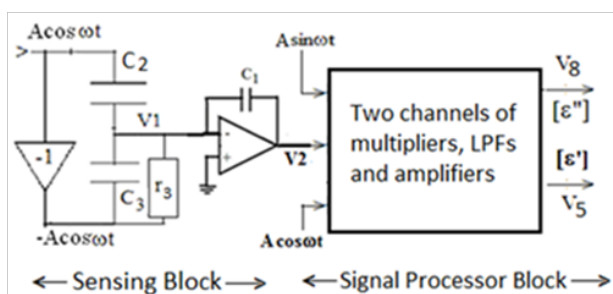 Acosωt
C2
C1
V1
-1
C3
r3
-
+
V2
-Acosωt
Asinωt
Acosωt
Two channels of
multipliers, LPFs
and amplifiers
V8
[ε"]
[ε']
V5
<— Sensing Block —>
<— Signal Processor Block —>